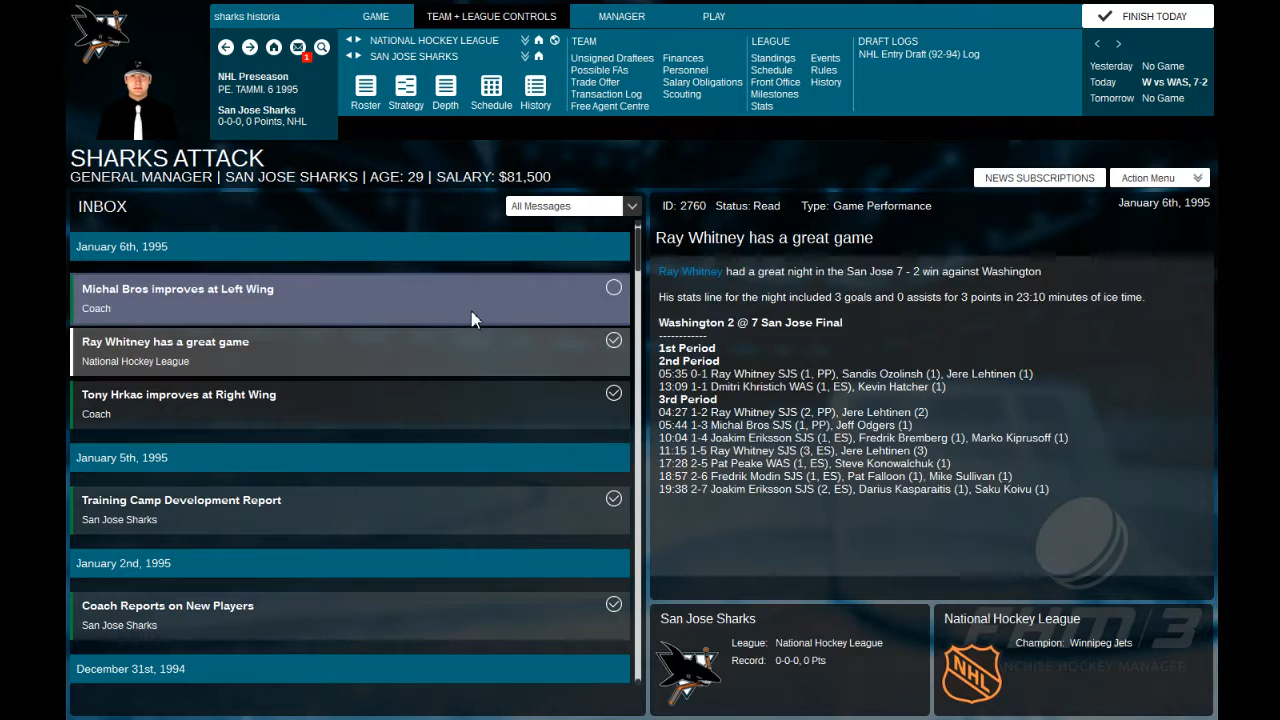 sharks historia
GAME
TEAM + LEAGUE CONTROLS
MANAGER
PLAY
FINISH TODAY
1
NHL Preseason
PE. TAMMI. 6 1995
San Jose Sharks
0-0-0, 0 Points, NHL
NATIONAL HOCKEY LEAGUE
SAN JOSE SHARKS
Roster
Strategy
Depth
Schedule
History
TEAM
Unsigned Draftees
Possible FAs
Trade Offer
Transaction Log
Free Agent Centre
Finances
Personnel
Salary Obligations
Scouting
LEAGUE
Standings
Schedule
Front Office
Milestones
Stats
Events
Rules
History
DRAFT LOGS
NHL Entry Draft (92-94) Log
Yesterday No Game
Today W vs WAS, 7-2
Tomorrow No Game
SHARKS ATTACK
GENERAL MANAGER | SAN JOSE SHARKS | AGE: 29 | SALARY: $81,500
NEWS SUBSCRIPTIONS
Action Menu
INBOX
All Messages
January 6th, 1995
Michal Bros improves at Left Wing
Coach
Ray Whitney has a great game
National Hockey League
Tony Hrkac improves at Right Wing
Coach
January 5th, 1995
Training Camp Development Report
San Jose Sharks
January 2nd, 1995
Coach Reports on New Players
San Jose Sharks
December 31st, 1994
ID: 2760 Status: Read Type: Game Performance
January 6th, 1995
Ray Whitney has a great game
Ray Whitney had a great night in the San Jose 7 - 2 win against Washington
His stats line for the night included 3 goals and 0 assists for 3 points in 23:10 minutes of ice time.
Washington 2 @ 7 San Jose Final
------------
1st Period
2nd Period
05:35 0-1 Ray Whitney SJS (1, PP), Sandis Ozolinsh (1), Jere Lehtinen (1)
13:09 1-1 Dmitri Khristich WAS (1, ES), Kevin Hatcher (1)
3rd Period
04:27 1-2 Ray Whitney SJS (2, PP), Jere Lehtinen (2)
05:44 1-3 Michal Bros SJS (1, PP), Jeff Odgers (1)
10:04 1-4 Joakim Eriksson SJS (1, ES), Fredrik Bremberg (1), Marko Kiprusoff (1)
11:15 1-5 Ray Whitney SJS (3, ES), Jere Lehtinen (3)
17:28 2-5 Pat Peake WAS (1, ES), Steve Konowalchuk (1)
18:57 2-6 Fredrik Modin SJS (1, ES), Pat Falloon (1), Mike Sullivan (1)
19:38 2-7 Joakim Eriksson SJS (2, ES), Darius Kasparaitis (1), Saku Koivu (1)
San Jose Sharks
League: National Hockey League
Record: 0-0-0, 0 Pts
National Hockey League
Champion: Winnipeg Jets
NHL
FHM/3
NCHISE HOCKEY MANAGER